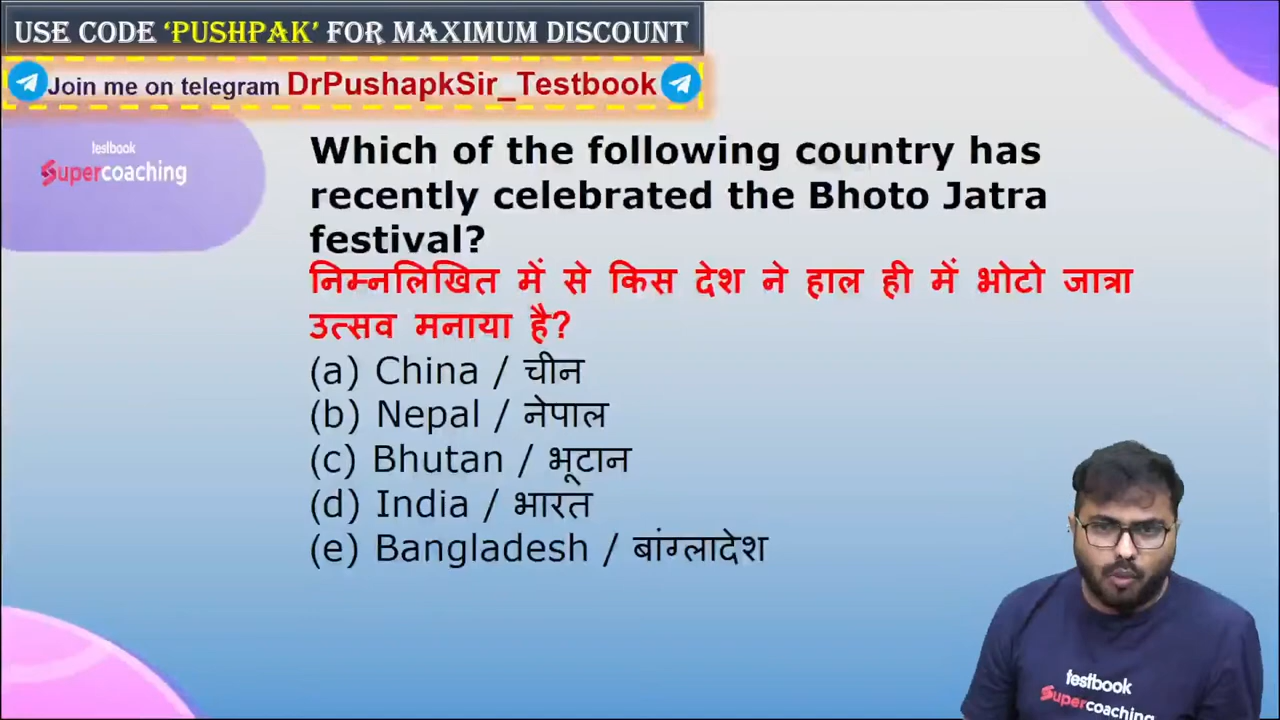 USE CODE ‘PUSHPAK’ FOR MAXIMUM DISCOUNT
Join me on telegram DrPushapkSir_Testbook
testbook
Supercoaching
Which of the following country has
recently celebrated the Bhoto Jatra
festival?
निम्नलिखित में से किस देश ने हाल ही में भोटो जात्रा
उत्सव मनाया है?
(a) China / चीन
(b) Nepal / नेपाल
(c) Bhutan / भूटान
(d) India / भारत
(e) Bangladesh / बांग्लादेश
testbook
Supercoaching